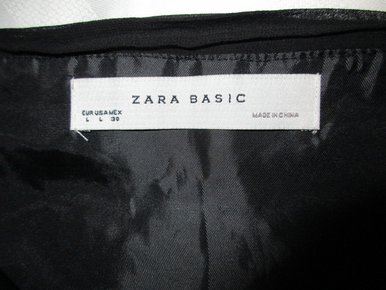 ZARA BASIC
EUR USA MEX
L L 30
MADE IN CHINA